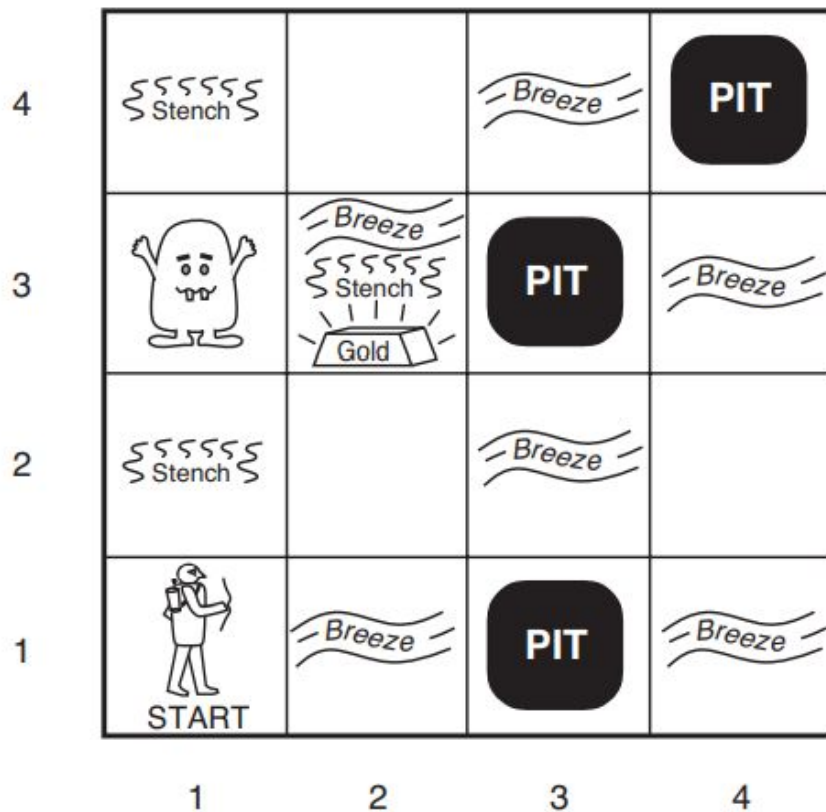 4
Stench
Breeze
PIT
3
Breeze
Stench
Gold
PIT
Breeze
2
Stench
Breeze
1
START
Breeze
PIT
Breeze
1 2 3 4